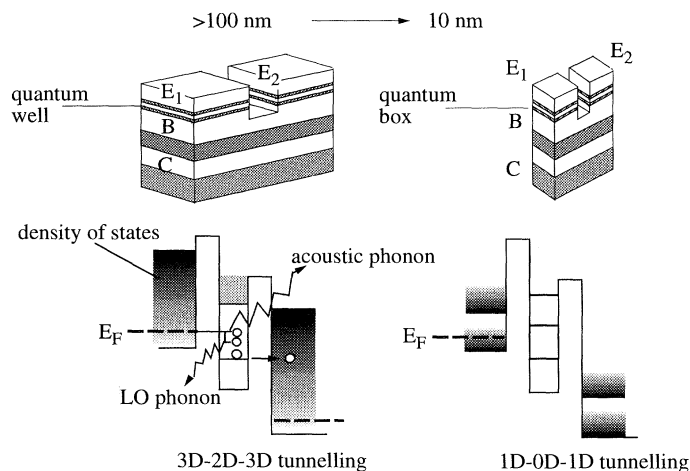 >100 nm
10 nm
E1
E2
quantum
well
B
C
E1
E2
quantum
box
B
C
density of states
acoustic phonon
EF
LO phonon
3D-2D-3D tunnelling
EF
1D-0D-1D tunnelling